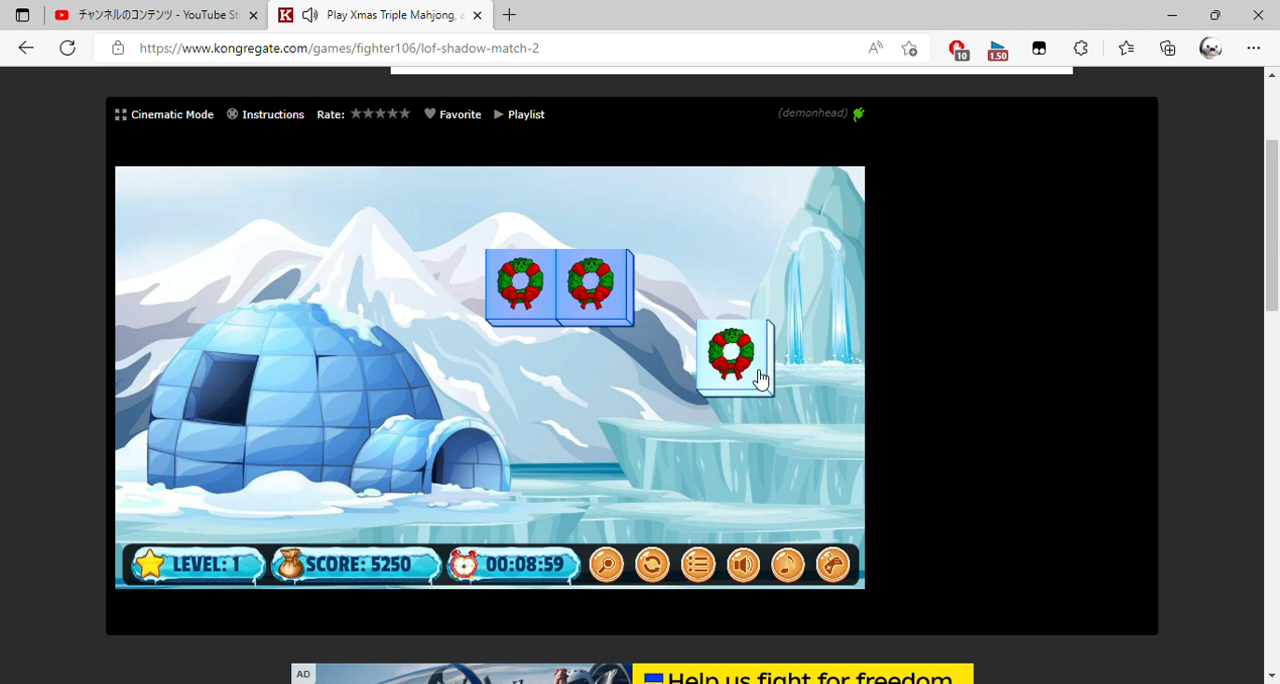 チャンネルのコンテンツ - YouTube St
Play Xmas Triple Mahjong, a
https://www.kongregate.com/games/fighter106/lof-shadow-match-2
10
1.50
Cinematic Mode
Instructions
Rate:
Favorite
Playlist
(demonhead)
LEVEL: 1
SCORE: 5250
00:08:59
AD
Help us fight for freedom